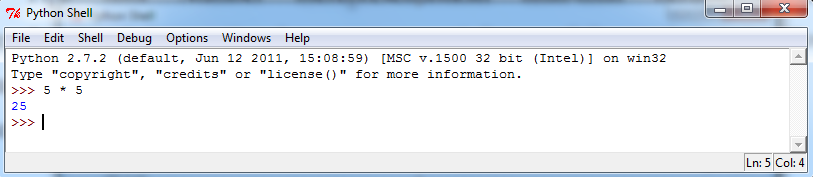 Python Shell
File Edit Shell Debug Options Windows Help
Python 2.7.2 (default, Jun 12 2011, 15:08:59) [MSC v.1500 32 bit (Intel)] on win32
Type "copyright", "credits" or "license()" for more information.
>>> 5 * 5
25
>>>
Ln: 5 Col: 4